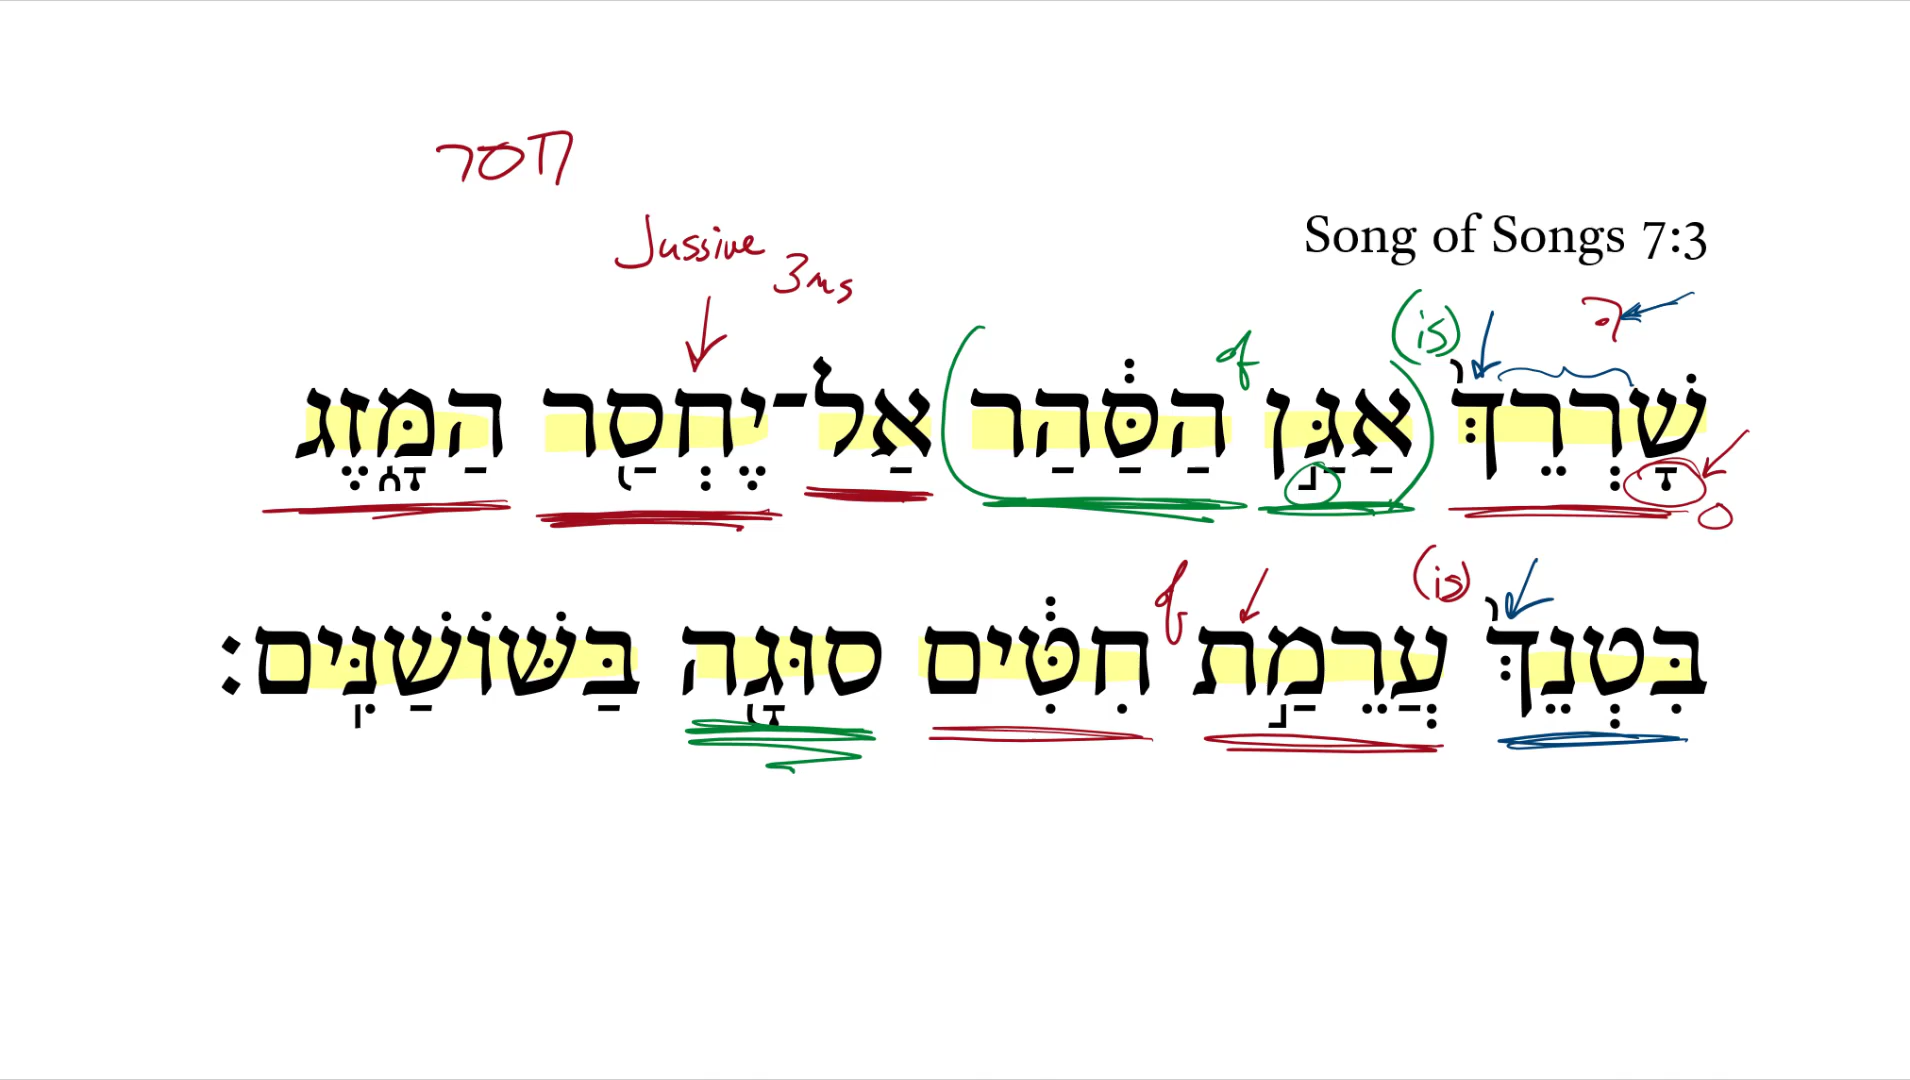 חסר
Jussive 3ms
Song of Songs 7:3
(is)
of
שָׁרְרֵךְ֙ אַגַּ֣ן הַסַּ֔הַר אַל־יֶחְסַ֖ר הַמָּ֑זֶג
(is)
of
בִּטְנֵךְ֙ עֲרֵמַ֣ת חִטִּ֔ים סוּגָ֖ה בַּשּׁוֹשַׁנִּֽים׃